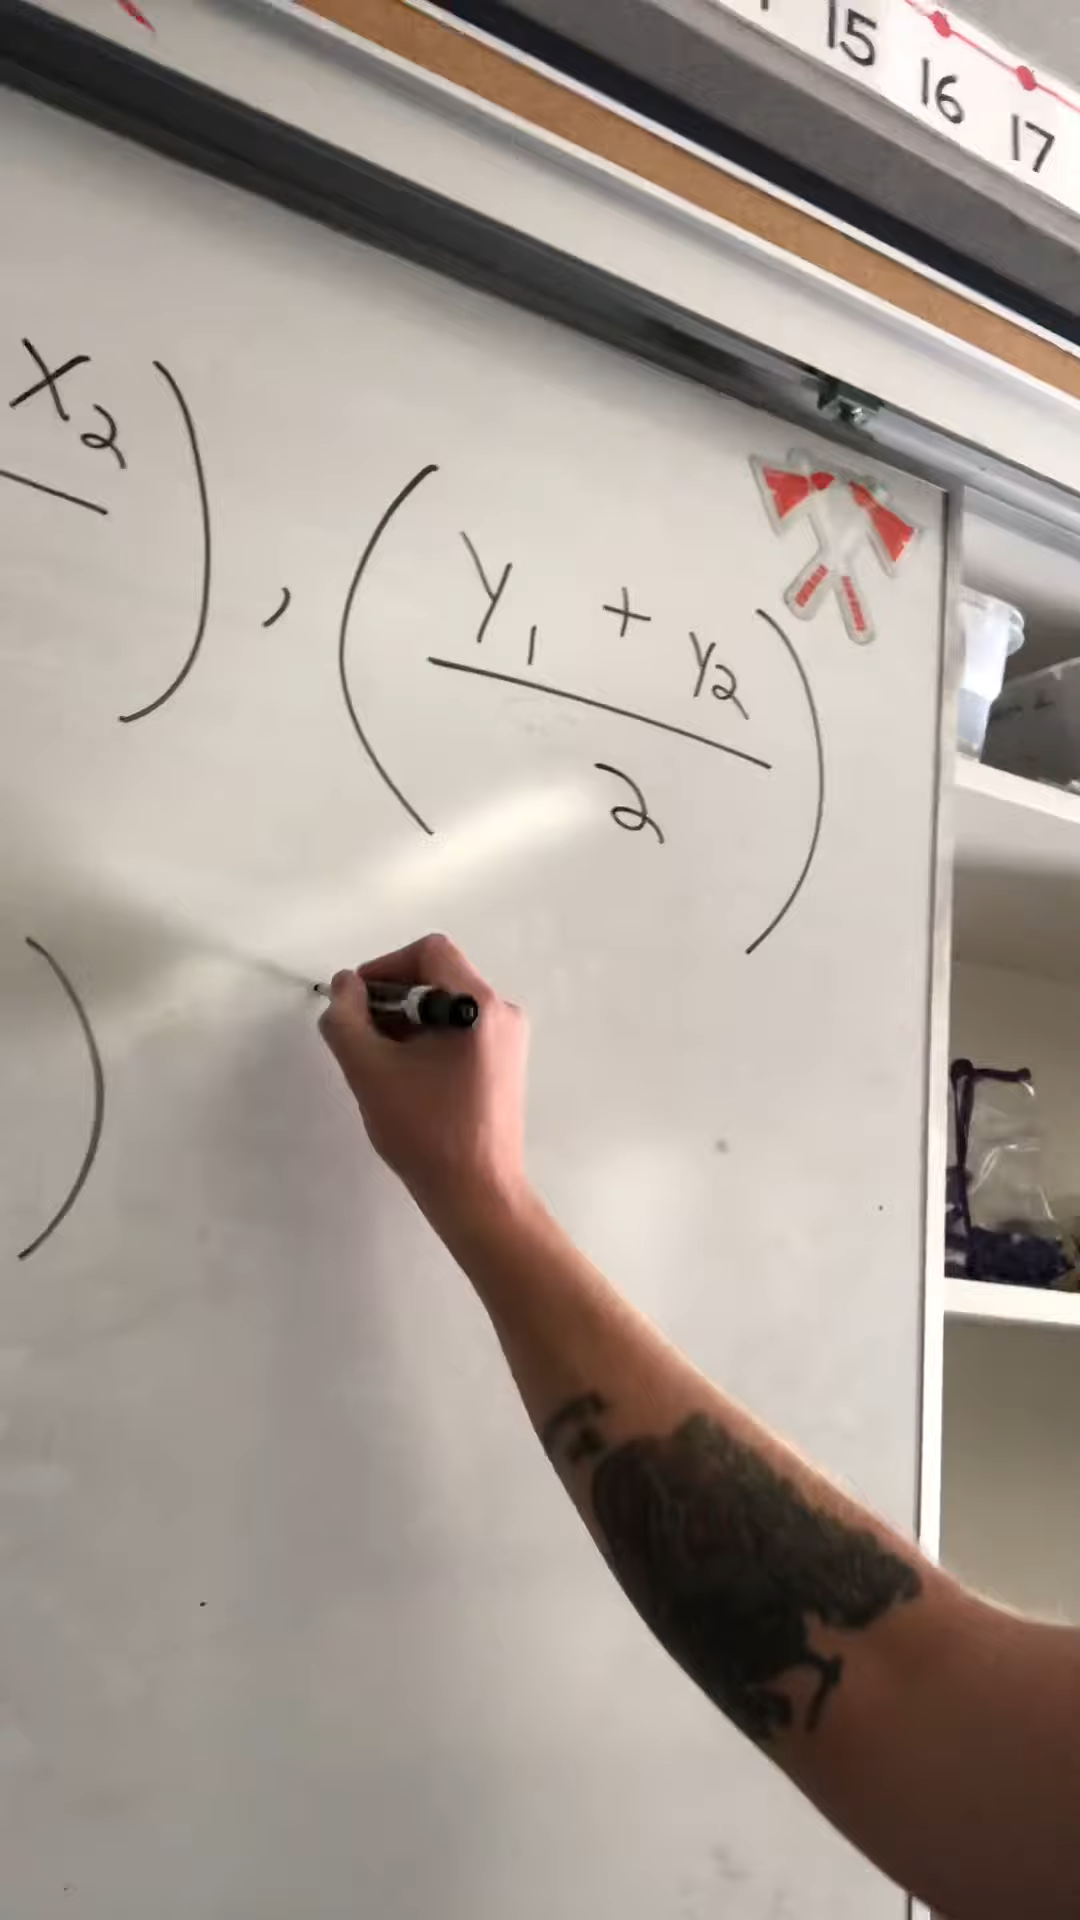 15 16 17
x₂ ) , ( y₁ + y₂
2 )
)